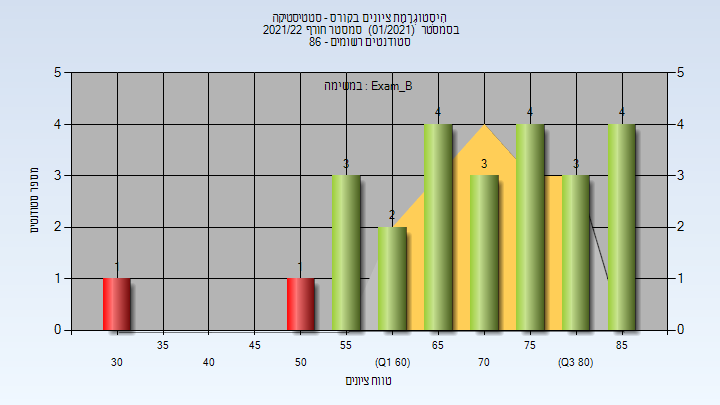 היסטוגרמת ציונים בקורס - סטטיסטיקה
בסמסטר (01/2021) סמסטר חורף 2021/22
סטודנטים רשומים - 86
במשימה : Exam_B
מספר סטודנטים
5 5
4 4
3 3
2 2
1 1
0 0
1 1 3 2 4 3 4 3 4
35 45 55 65 75 85
30 40 50 (Q1 60) 70 (Q3 80)
טווח ציונים